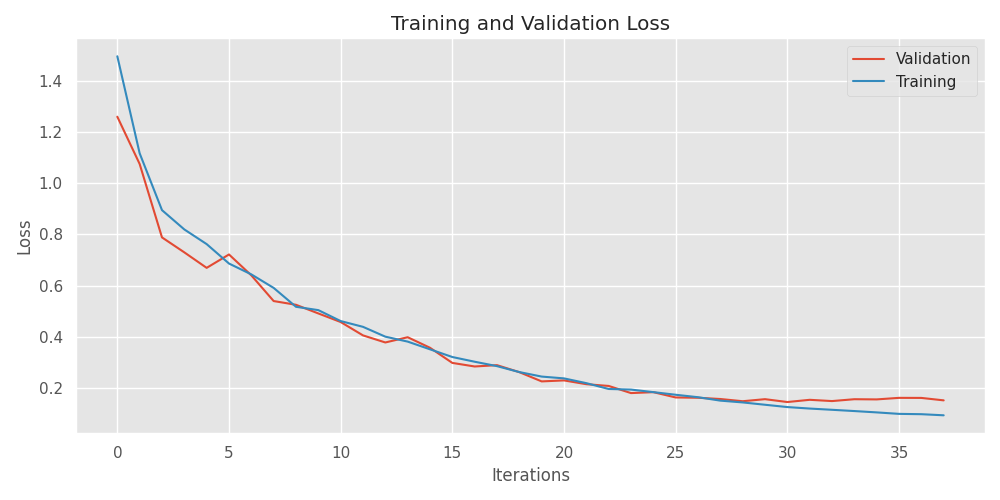 Training and Validation Loss
Validation
Training
1.4
1.2
1.0
0.8
0.6
0.4
0.2
Loss
0 5 10 15 20 25 30 35
Iterations